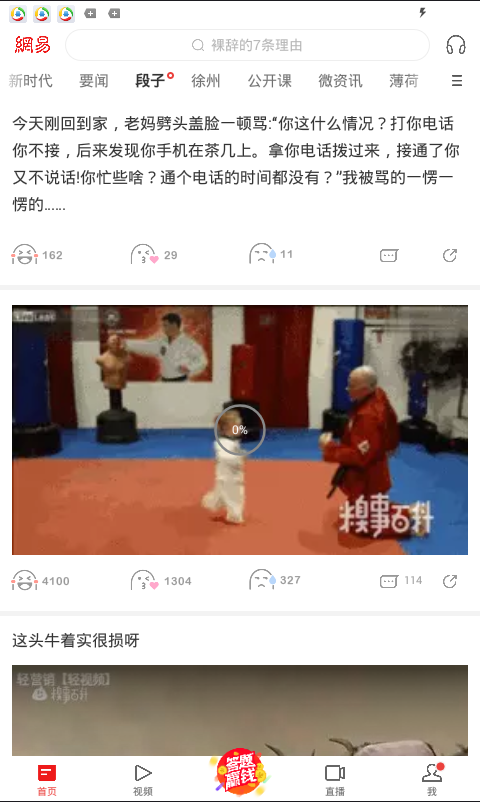 網易
裸辞的7条理由
新时代 要闻 段子 徐州 公开课 微资讯 薄荷
今天刚回到家，老妈劈头盖脸一顿骂:“你这什么情况？打你电话
你不接，后来发现你手机在茶几上。拿你电话拨过来，接通了你
又不说话!你忙些啥？通个电话的时间都没有？”我被骂的一愣一
愣的......
162 29 11
0%
糗事百科
4100 1304 327 114
这头牛着实很损呀
轻营销【轻视频】
糗事百科
答题
赢钱
首页 视频 直播 我